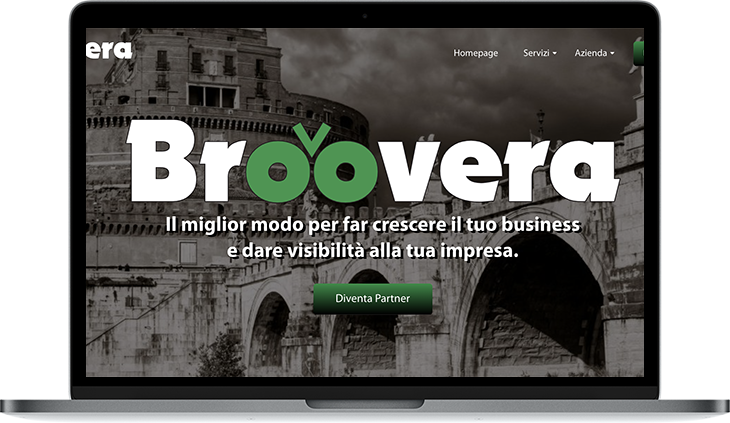 era
Homepage
Servizi
Azienda
Broovera
Il miglior modo per far crescere il tuo business
e dare visibilità alla tua impresa.
Diventa Partner